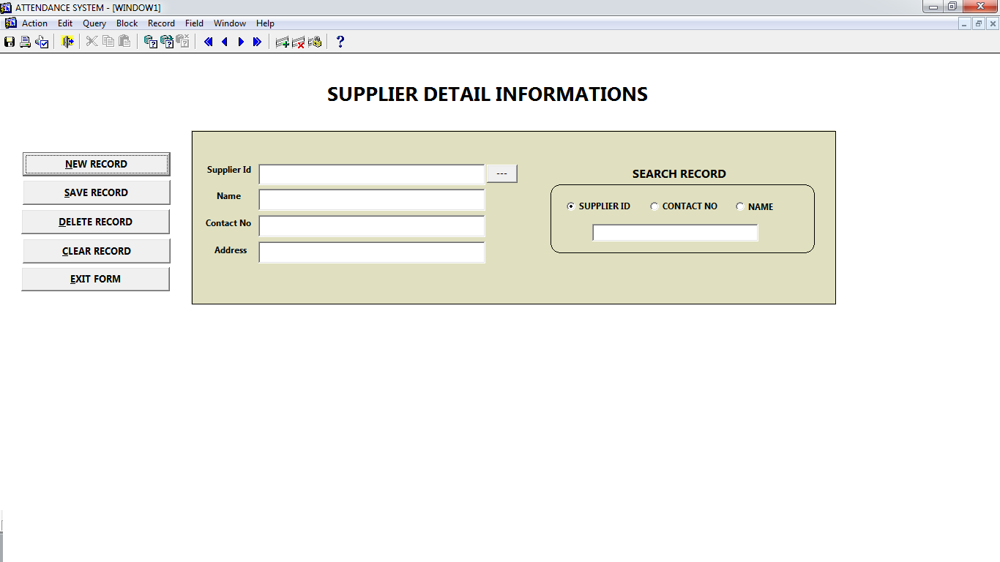 ATTENDANCE SYSTEM - [WINDOW1]
Action Edit Query Block Record Field Window Help
SUPPLIER DETAIL INFORMATIONS
NEW RECORD
SAVE RECORD
DELETE RECORD
CLEAR RECORD
EXIT FORM
Supplier Id ---
Name
Contact No
Address
SEARCH RECORD
SUPPLIER ID CONTACT NO NAME